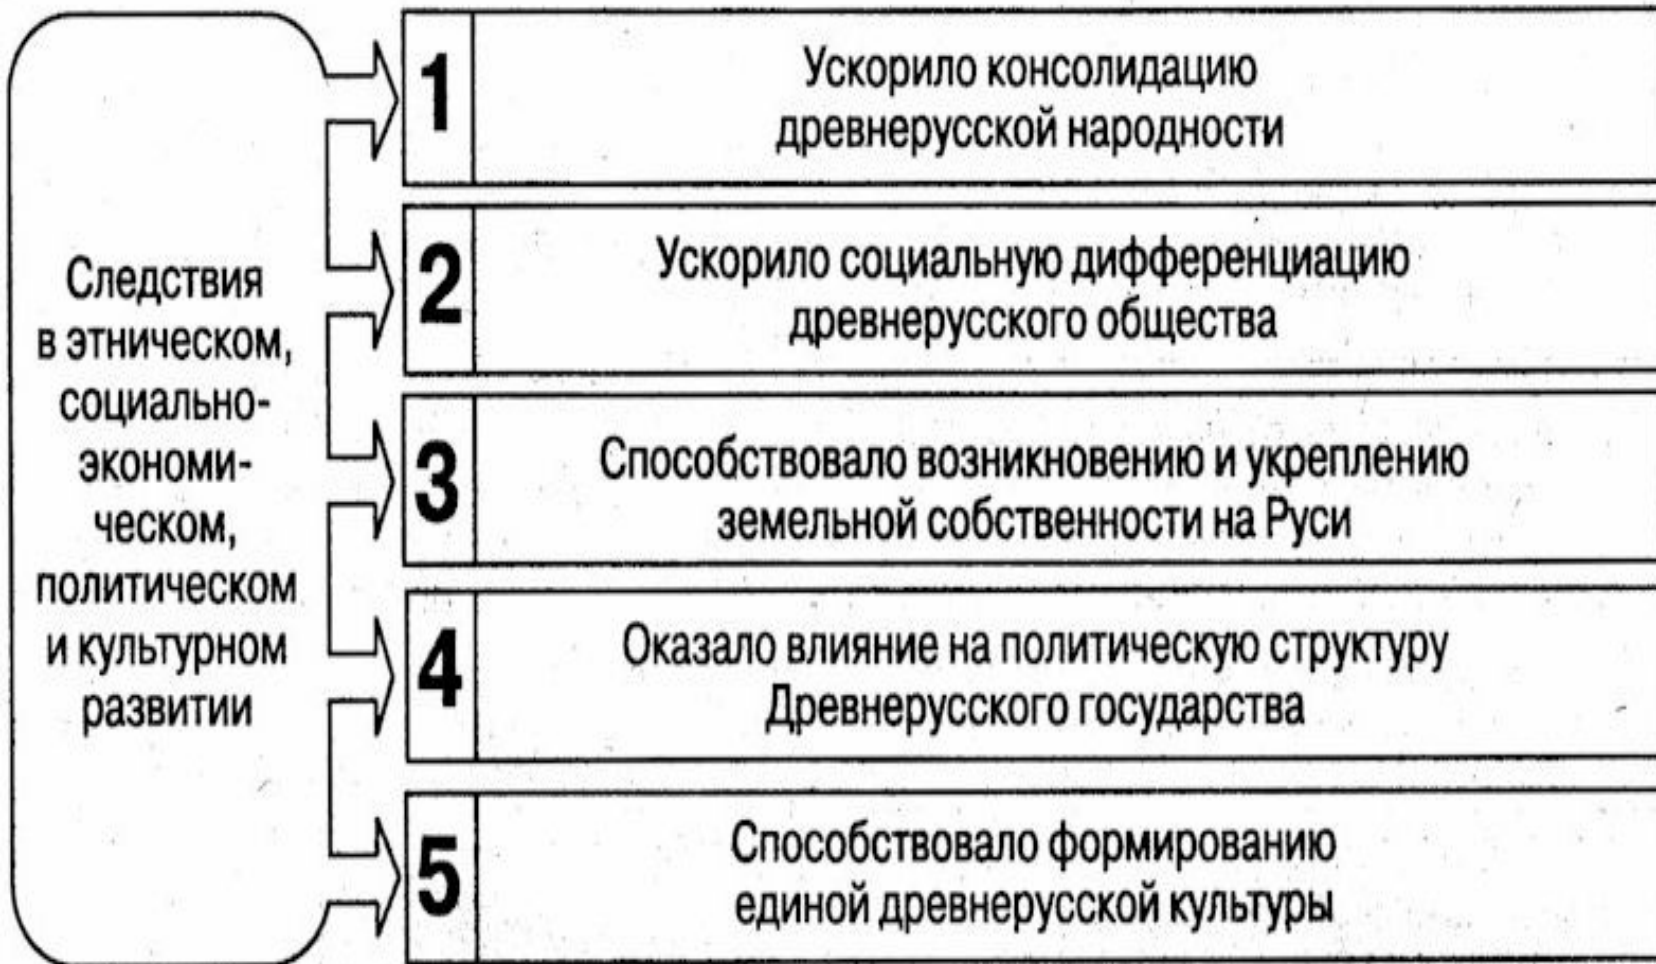 Следствия
в этническом,
социально-
экономи-
ческом,
политическом
и культурном
развитии
1
Ускорило консолидацию
древнерусской народности
2
Ускорило социальную дифференциацию
древнерусского общества
3
Способствовало возникновению и укреплению
земельной собственности на Руси
4
Оказало влияние на политическую структуру
Древнерусского государства
5
Способствовало формированию
единой древнерусской культуры